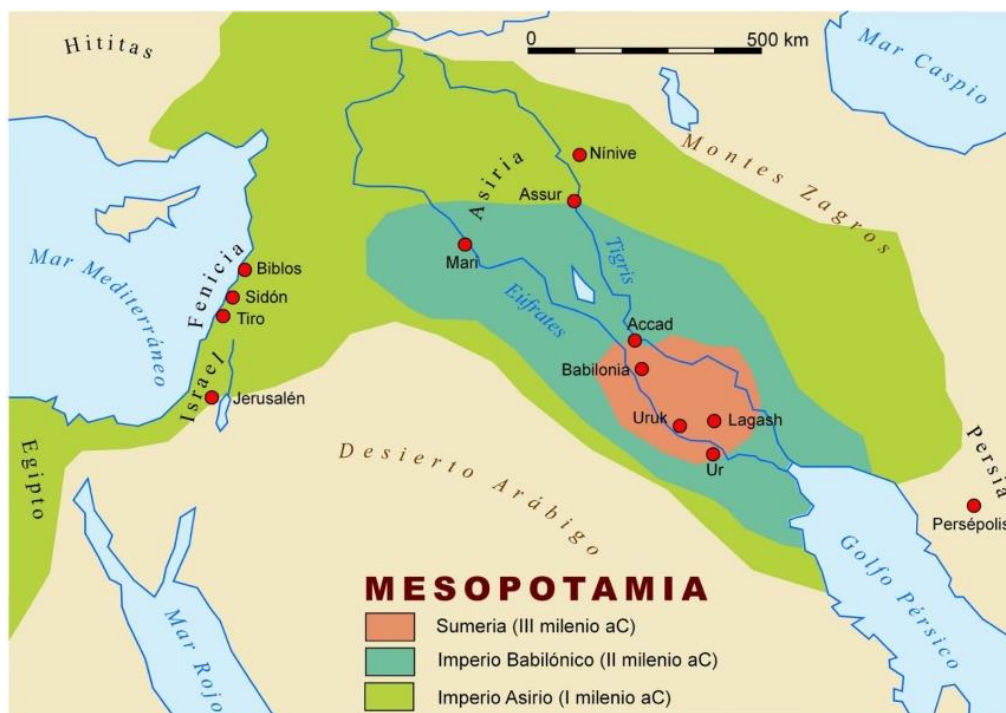 Hititas
0 500 km
Mar Caspio
Montes Zagros
Nínive
Asiria
Assur
Mar Mediterráneo
Fenicia
Biblos
Mari
Tigris
Sidón
Eúfrates
Tiro
Accad
Babilonia
Israel
Jerusalén
Uruk
Lagash
Ur
Egipto
Desierto Arábigo
Persia
Persépolis
Golfo Pérsico
Mar Rojo
MESOPOTAMIA
Sumeria (III milenio aC)
Imperio Babilónico (II milenio aC)
Imperio Asirio (I milenio aC)